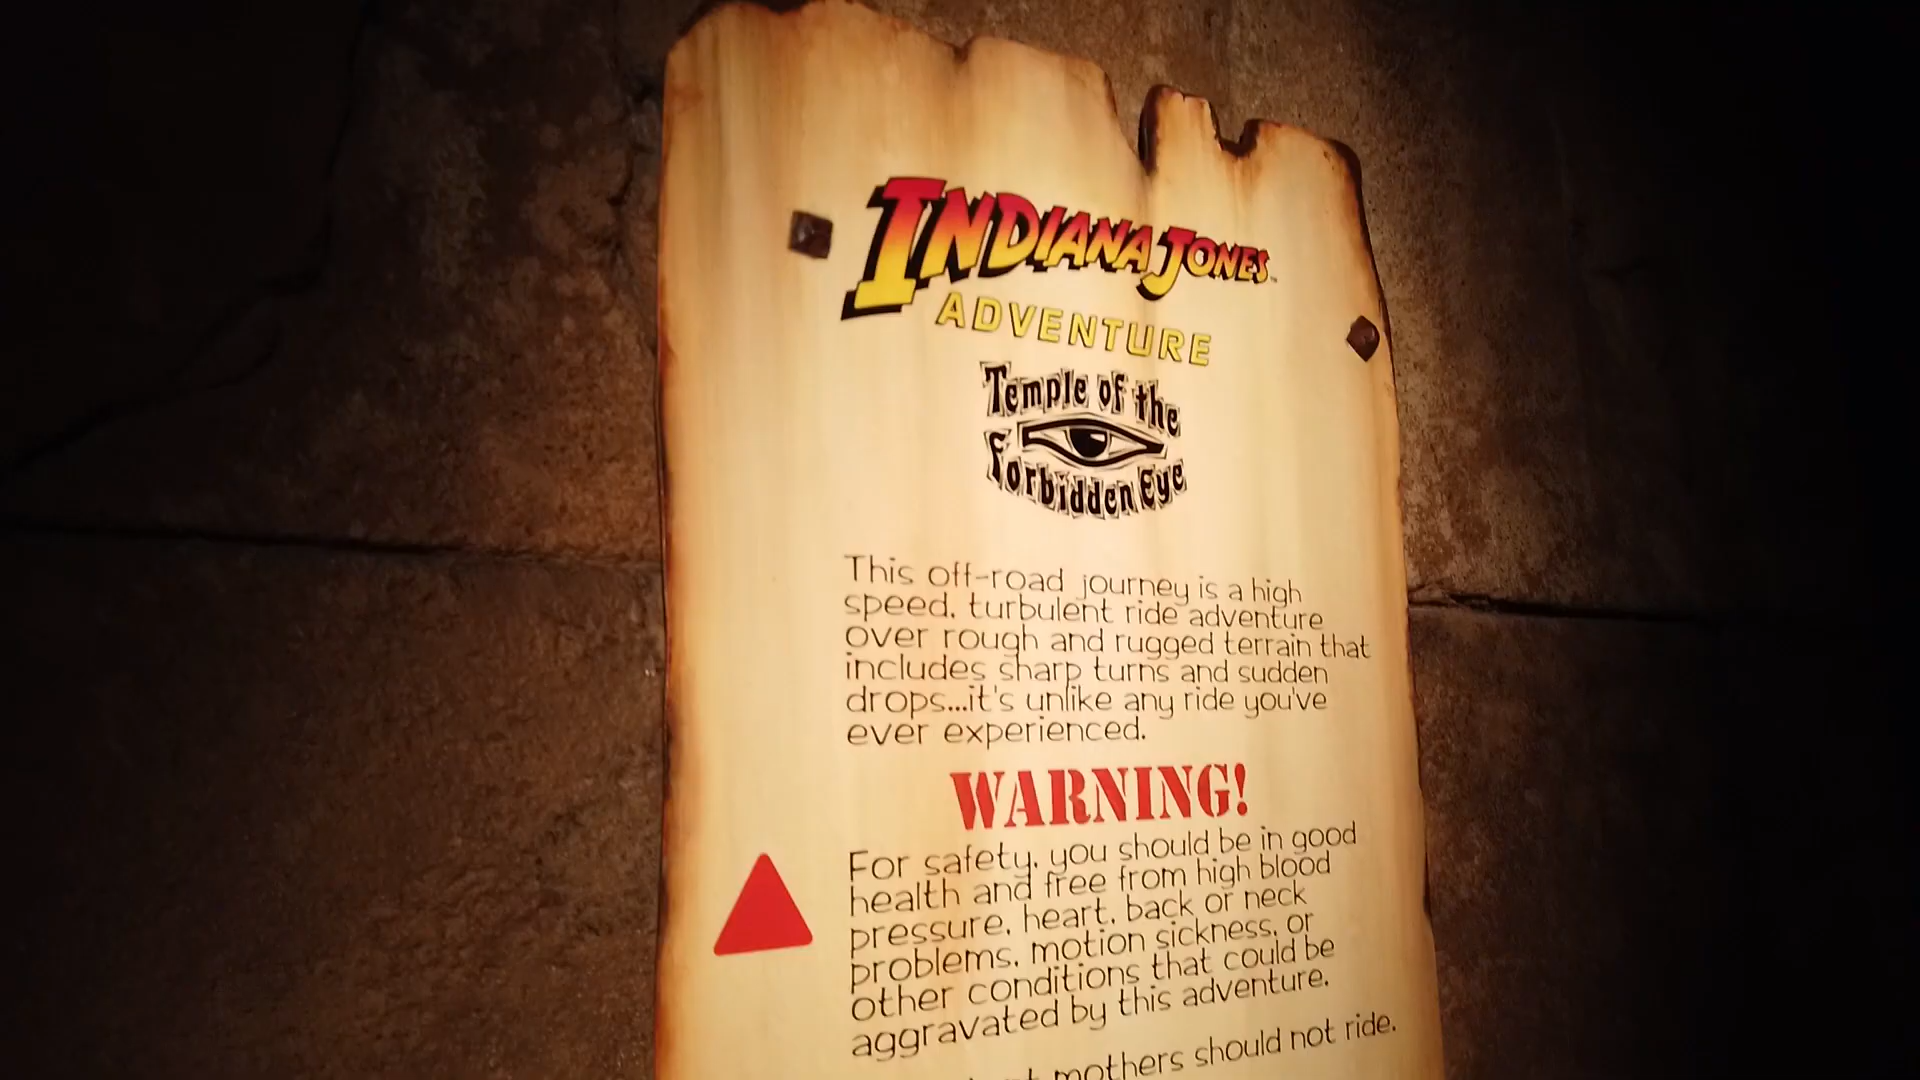 INDIANA JONES
ADVENTURE
Temple of the
Forbidden Eye
This off-road journey is a high
speed, turbulent ride adventure
over rough and rugged terrain that
includes sharp turns and sudden
drops...it's unlike any ride you've
ever experienced.
WARNING!
For safety, you should be in good
health and free from high blood
pressure, heart, back or neck
problems, motion sickness, or
other conditions that could be
aggravated by this adventure.
mothers should not ride.